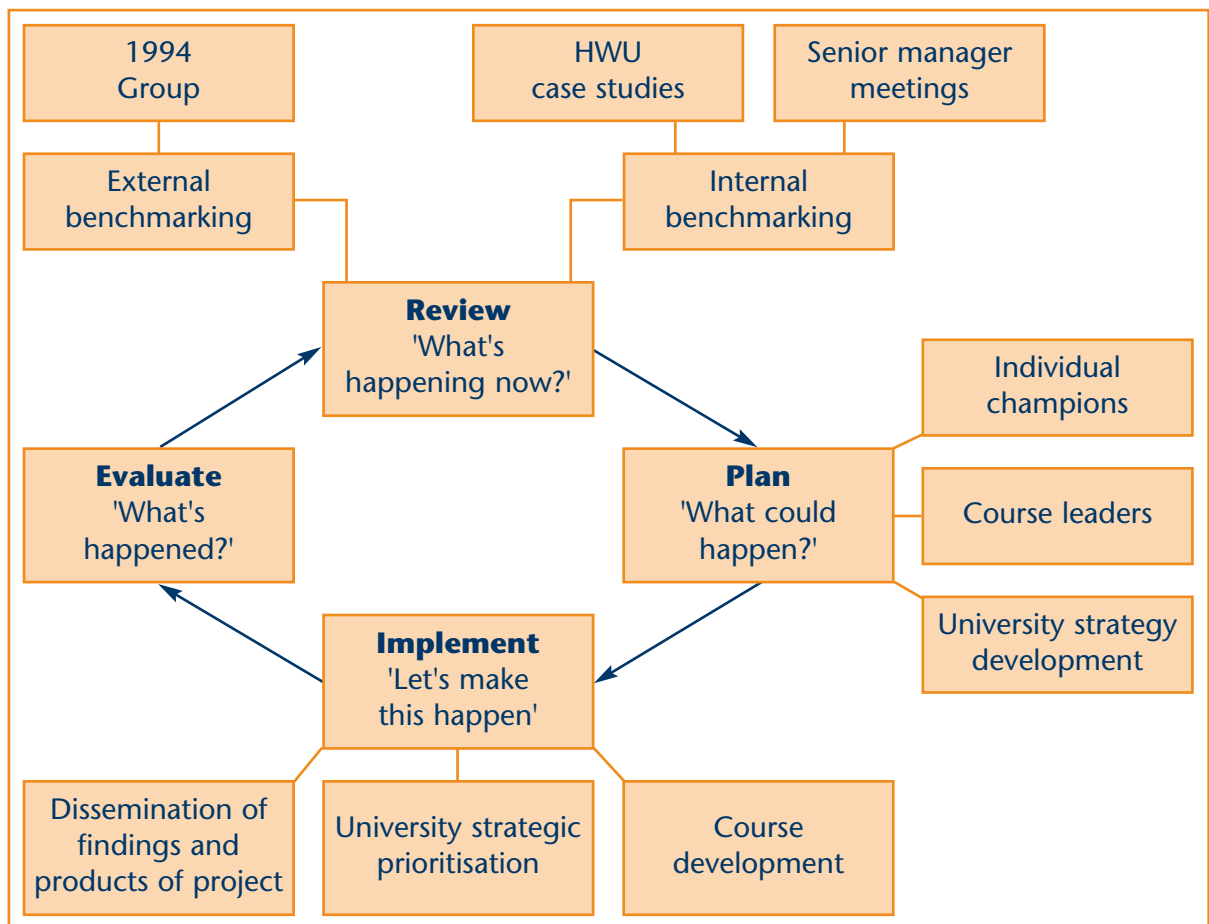 1994
Group
HWU
case studies
Senior manager
meetings
External
benchmarking
Internal
benchmarking
Review
'What's
happening now?'
Individual
champions
Evaluate
'What's
happened?'
Plan
'What could
happen?'
Course leaders
University strategy
development
Implement
'Let's make
this happen'
Dissemination of
findings and
products of project
University strategic
prioritisation
Course
development